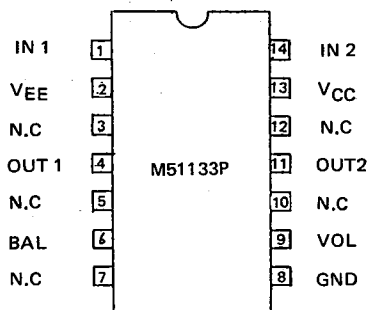 IN 1 1 14 IN 2
VEE 2 13 VCC
N.C 3 12 N.C
OUT 1 4 M51133P 11 OUT2
N.C 5 10 N.C
BAL 6 9 VOL
N.C 7 8 GND